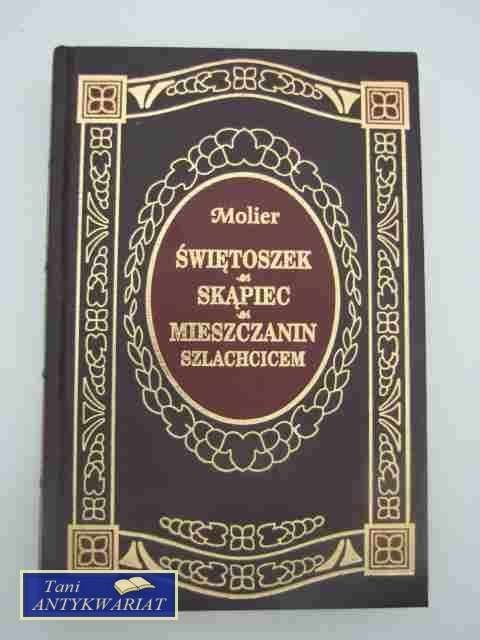 Molier
ŚWIĘTOSZEK
SKĄPIEC
MIESZCZANIN
SZLACHCICEM
Tani
ANTYKWARIAT